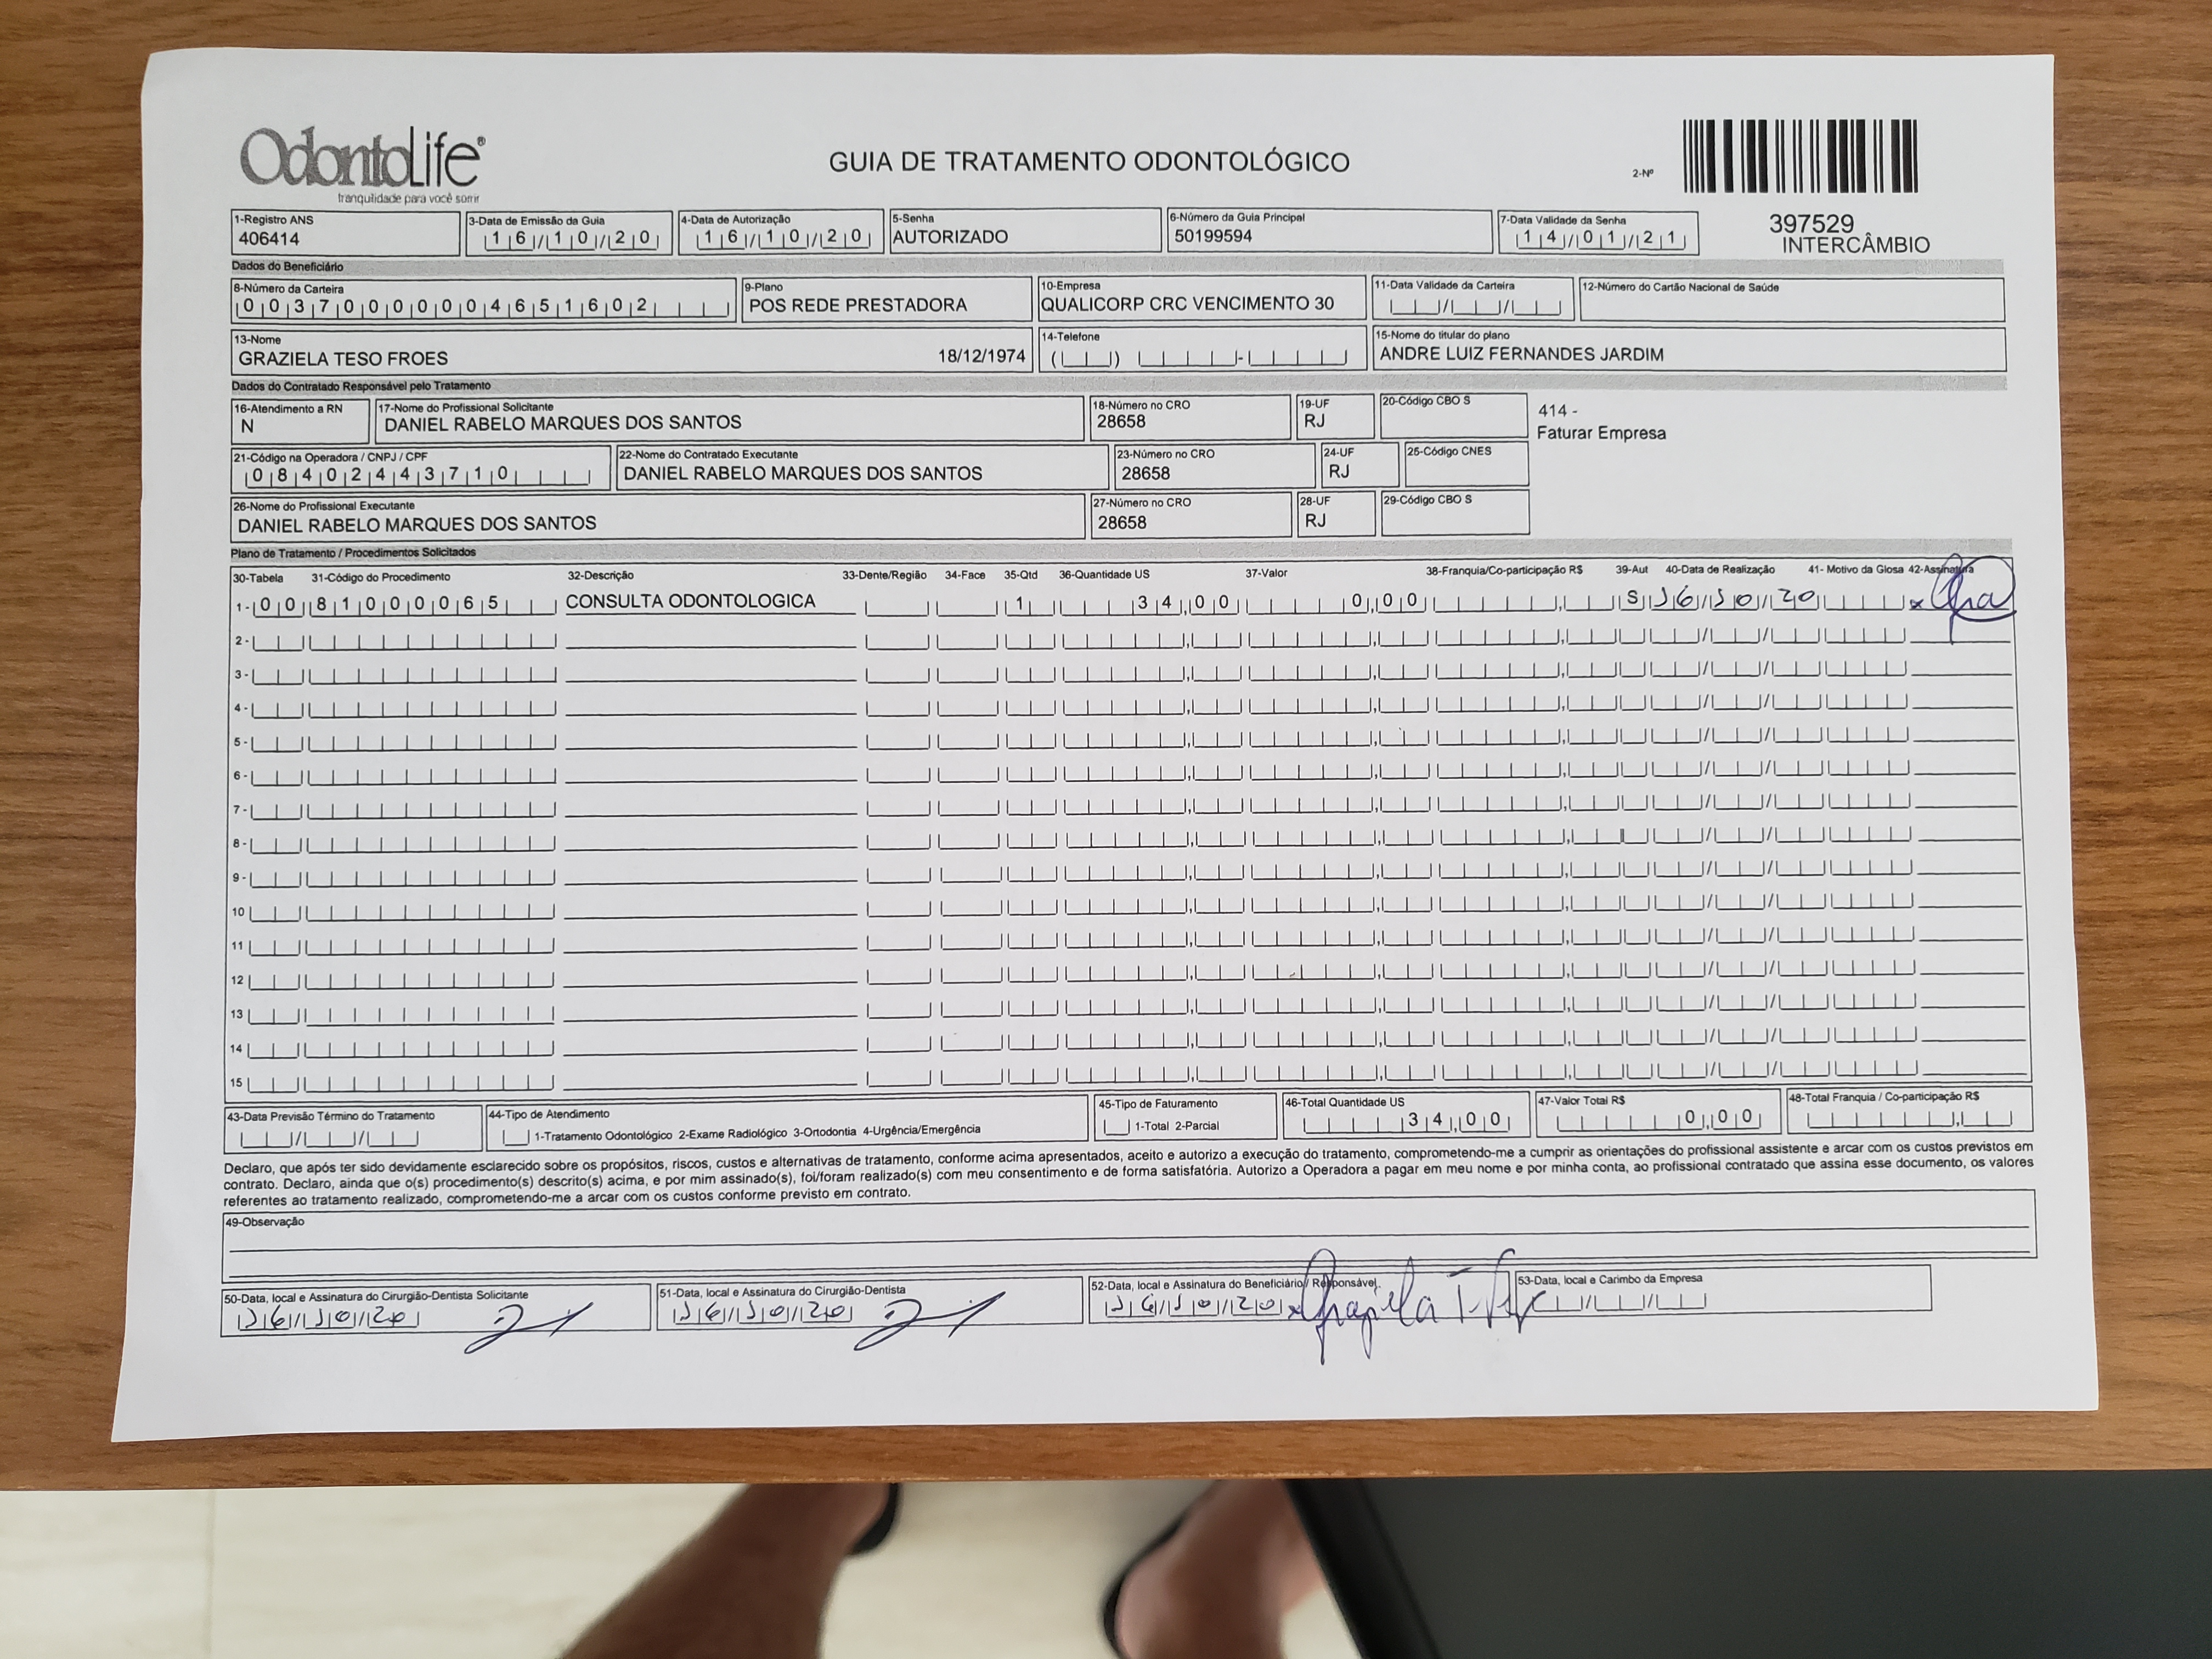 OdontoLife®
tranquilidade para você sorrir
GUIA DE TRATAMENTO ODONTOLÓGICO
2-Nº
397529
INTERCÂMBIO
1-Registro ANS
406414
3-Data de Emissão da Guia
16/10/20
4-Data de Autorização
16/10/20
5-Senha
AUTORIZADO
6-Número da Guia Principal
50199594
7-Data Validade da Senha
14/01/21
Dados do Beneficiário
8-Número da Carteira
00370000004651602
9-Plano
POS REDE PRESTADORA
10-Empresa
QUALICORP CRC VENCIMENTO 30
11-Data Validade da Carteira
12-Número do Cartão Nacional de Saúde
13-Nome
GRAZIELA TESO FROES 18/12/1974
14-Telefone
15-Nome do titular do plano
ANDRE LUIZ FERNANDES JARDIM
Dados do Contratado Responsável pelo Tratamento
16-Atendimento a RN
N
17-Nome do Profissional Solicitante
DANIEL RABELO MARQUES DOS SANTOS
18-Número no CRO
28658
19-UF
RJ
20-Código CBO S
414 -
Faturar Empresa
21-Código na Operadora / CNPJ / CPF
08402443710
22-Nome do Contratado Executante
DANIEL RABELO MARQUES DOS SANTOS
23-Número no CRO
28658
24-UF
RJ
25-Código CNES
26-Nome do Profissional Executante
DANIEL RABELO MARQUES DOS SANTOS
27-Número no CRO
28658
28-UF
RJ
29-Código CBO S
Plano de Tratamento / Procedimentos Solicitados
30-Tabela 31-Código do Procedimento 32-Descrição 33-Dente/Região 34-Face 35-Qtd 36-Quantidade US 37-Valor 38-Franquia/Co-participação R$ 39-Aut 40-Data de Realização 41- Motivo da Glosa 42-Assinatura
1- 00 81000065 CONSULTA ODONTOLOGICA 1 34,00 0,00 S 16/10/20
2-
3-
4-
5-
6-
7-
8-
9-
10
11
12
13
14
15
43-Data Previsão Término do Tratamento
44-Tipo de Atendimento
1-Tratamento Odontológico 2-Exame Radiológico 3-Ortodontia 4-Urgência/Emergência
45-Tipo de Faturamento
1-Total 2-Parcial
46-Total Quantidade US
34,00
47-Valor Total R$
0,00
48-Total Franquia / Co-participação R$
Declaro, que após ter sido devidamente esclarecido sobre os propósitos, riscos, custos e alternativas de tratamento, conforme acima apresentados, aceito e autorizo a execução do tratamento, comprometendo-me a cumprir as orientações do profissional assistente e arcar com os custos previstos em
contrato. Declaro, ainda que o(s) procedimento(s) descrito(s) acima, e por mim assinado(s), foi/foram realizado(s) com meu consentimento e de forma satisfatória. Autorizo a Operadora a pagar em meu nome e por minha conta, ao profissional contratado que assina esse documento, os valores
referentes ao tratamento realizado, comprometendo-me a arcar com os custos conforme previsto em contrato.
49-Observação
50-Data, local e Assinatura do Cirurgião-Dentista Solicitante
16/10/20
51-Data, local e Assinatura do Cirurgião-Dentista
16/10/20
52-Data, local e Assinatura do Beneficiário / Responsável.
16/10/20
53-Data, local e Carimbo da Empresa